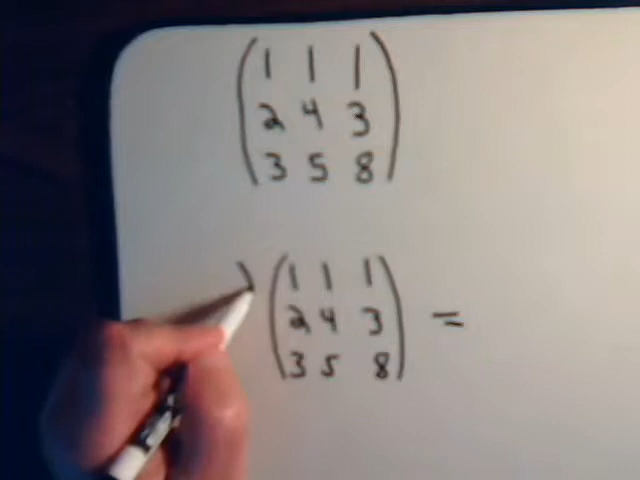 ( 1 1 1 )
( 2 4 3 )
( 3 5 8 )
) ( 1 1 1 )
( 2 4 3 ) =
( 3 5 8 )